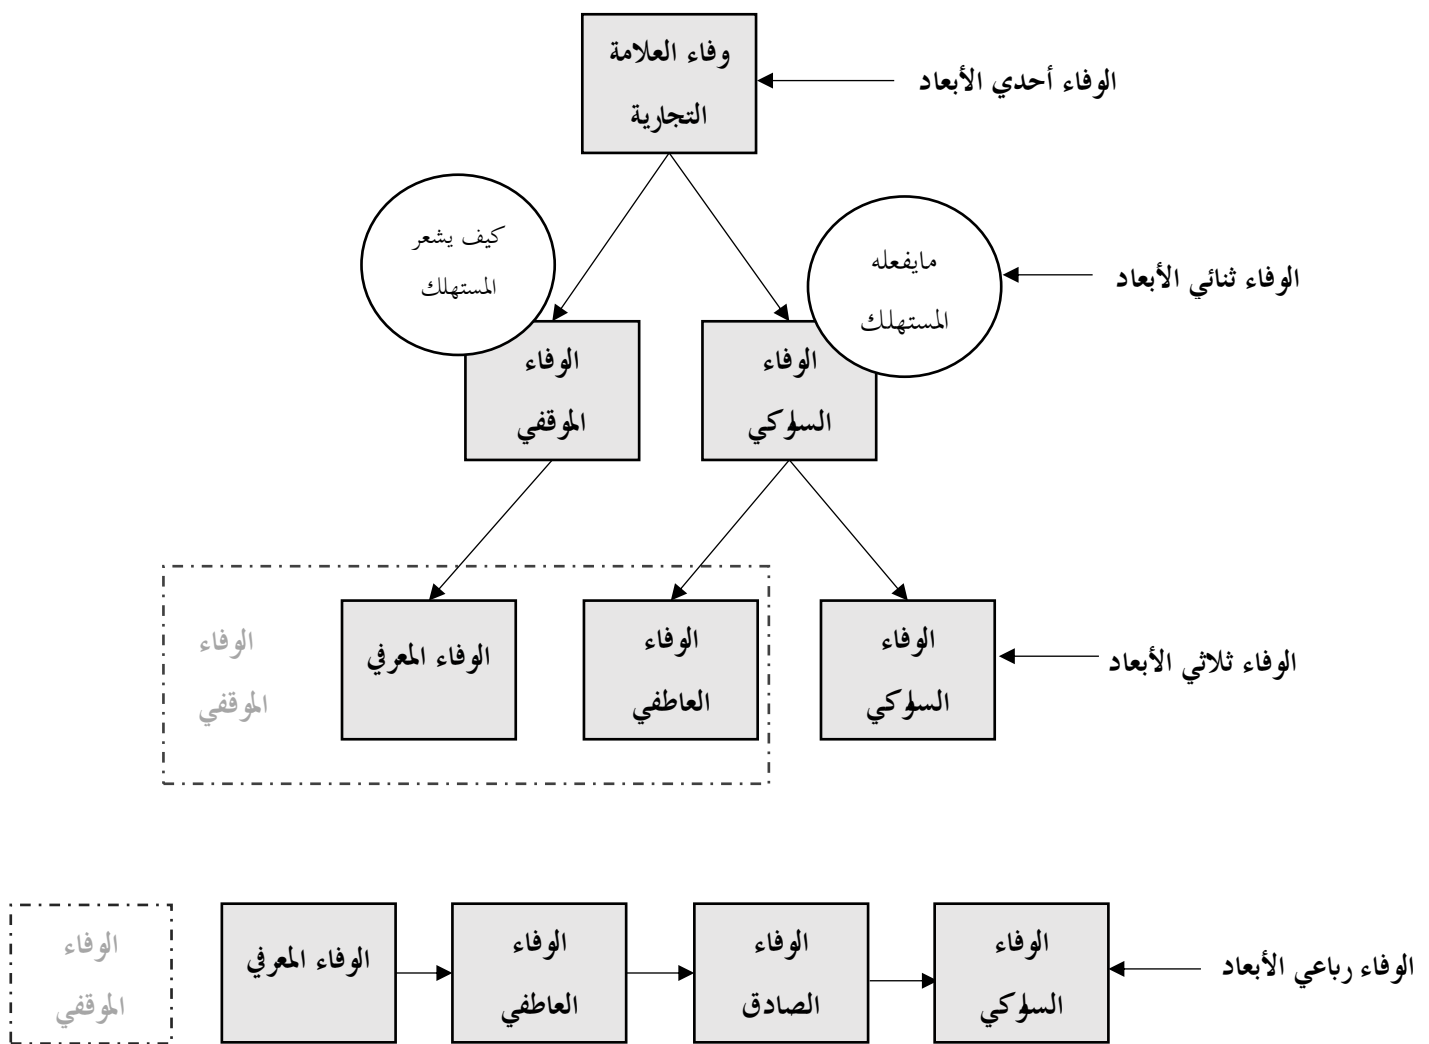 وفاء العلامة
التجارية
الوفاء أحدي الأبعاد
كيف يشعر
المستهلك
مايفعله
المستهلك
الوفاء ثنائي الأبعاد
الوفاء
السلوكي
الوفاء
الموقفي
الوفاء ثلاثي الأبعاد
الوفاء
السلوكي
الوفاء
العاطفي
الوفاء المعرفي
الوفاء
الموقفي
الوفاء رباعي الأبعاد
الوفاء
السلوكي
الوفاء
الصادق
الوفاء
العاطفي
الوفاء المعرفي
الوفاء
الموقفي